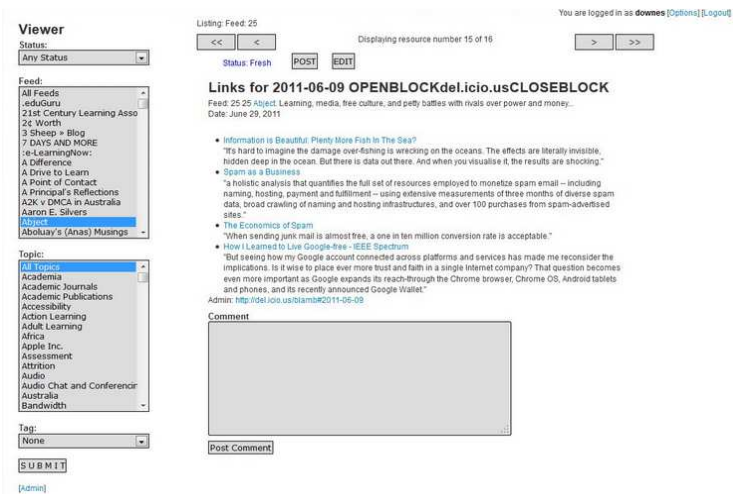 You are logged in as downes [Options] [Logout]
Viewer
Status:
Any Status
Feed:
All Feeds
.eduGuru
21st Century Learning Asso
2¢ Worth
3 Sheep » Blog
7 DAYS AND MORE
:e-LearningNow:
A Difference
A Drive to Learn
A Point of Contact
A Principal's Reflections
A2K v DMCA in Australia
Aaron E. Silvers
Abject
Aboluay's (Anas) Musings
Topic:
All Topics
Academia
Academic Journals
Academic Publications
Accessibility
Action Learning
Adult Learning
Africa
Apple Inc.
Assessment
Attrition
Audio
Audio Chat and Conferencin
Australia
Bandwidth
Tag:
None
SUBMIT
[Admin]
Listing: Feed: 25
<< < Displaying resource number 15 of 16 > >>
Status: Fresh POST EDIT
Links for 2011-06-09 OPENBLOCKdel.icio.usCLOSEBLOCK
Feed: 25 25 Abject. Learning, media, free culture, and petty battles with rivals over power and money...
Date: June 29, 2011
Information is Beautiful: Plenty More Fish In The Sea?
"It's hard to imagine the damage over-fishing is wrecking on the oceans. The effects are literally invisible,
hidden deep in the ocean. But there is data out there. And when you visualise it, the results are shocking."
Spam as a Business
"a holistic analysis that quantifies the full set of resources employed to monetize spam email -- including
naming, hosting, payment and fulfillment -- using extensive measurements of three months of diverse spam
data, broad crawling of naming and hosting infrastructures, and over 100 purchases from spam-advertised
sites."
The Economics of Spam
"When sending junk mail is almost free, a one in ten million conversion rate is acceptable."
How I Learned to Live Google-free - IEEE Spectrum
"But seeing how my Google account connected across platforms and services has made me reconsider the
implications. Is it wise to place ever more trust and faith in a single Internet company? That question becomes
even more important as Google expands its reach-through the Chrome browser, Chrome OS, Android tablets
and phones, and its recently announced Google Wallet."
Admin: http://del.icio.us/blamb#2011-06-09
Comment
Post Comment